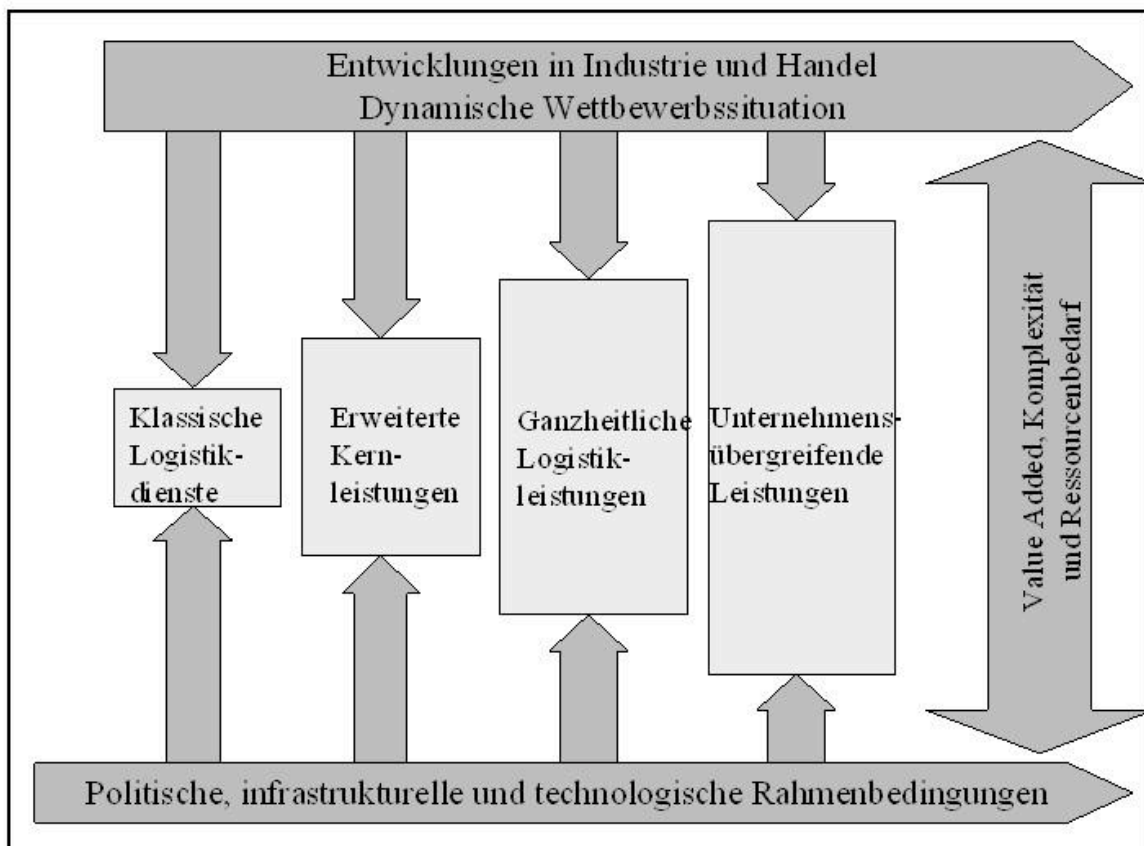 Entwicklungen in Industrie und Handel
Dynamische Wettbewerbssituation
Klassische
Logistik-
dienste
Erweiterte
Kern-
leistungen
Ganzheitliche
Logistik-
leistungen
Unternehmens-
übergreifende
Leistungen
Value Added, Komplexität
und Ressourcenbedarf
Politische, infrastrukturelle und technologische Rahmenbedingungen